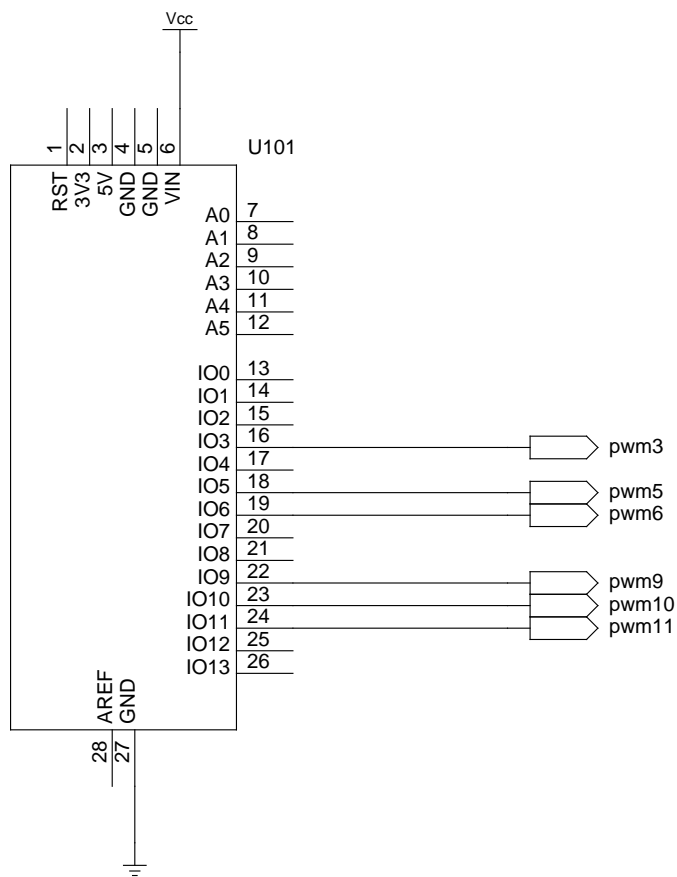 Vcc
U101
1 2 3 4 5 6
RST 3V3 5V GND GND VIN
A0 7
A1 8
A2 9
A3 10
A4 11
A5 12
IO0 13
IO1 14
IO2 15
IO3 16 pwm3
IO4 17
IO5 18 pwm5
IO6 19 pwm6
IO7 20
IO8 21
IO9 22 pwm9
IO10 23 pwm10
IO11 24 pwm11
IO12 25
IO13 26
AREF GND
28 27